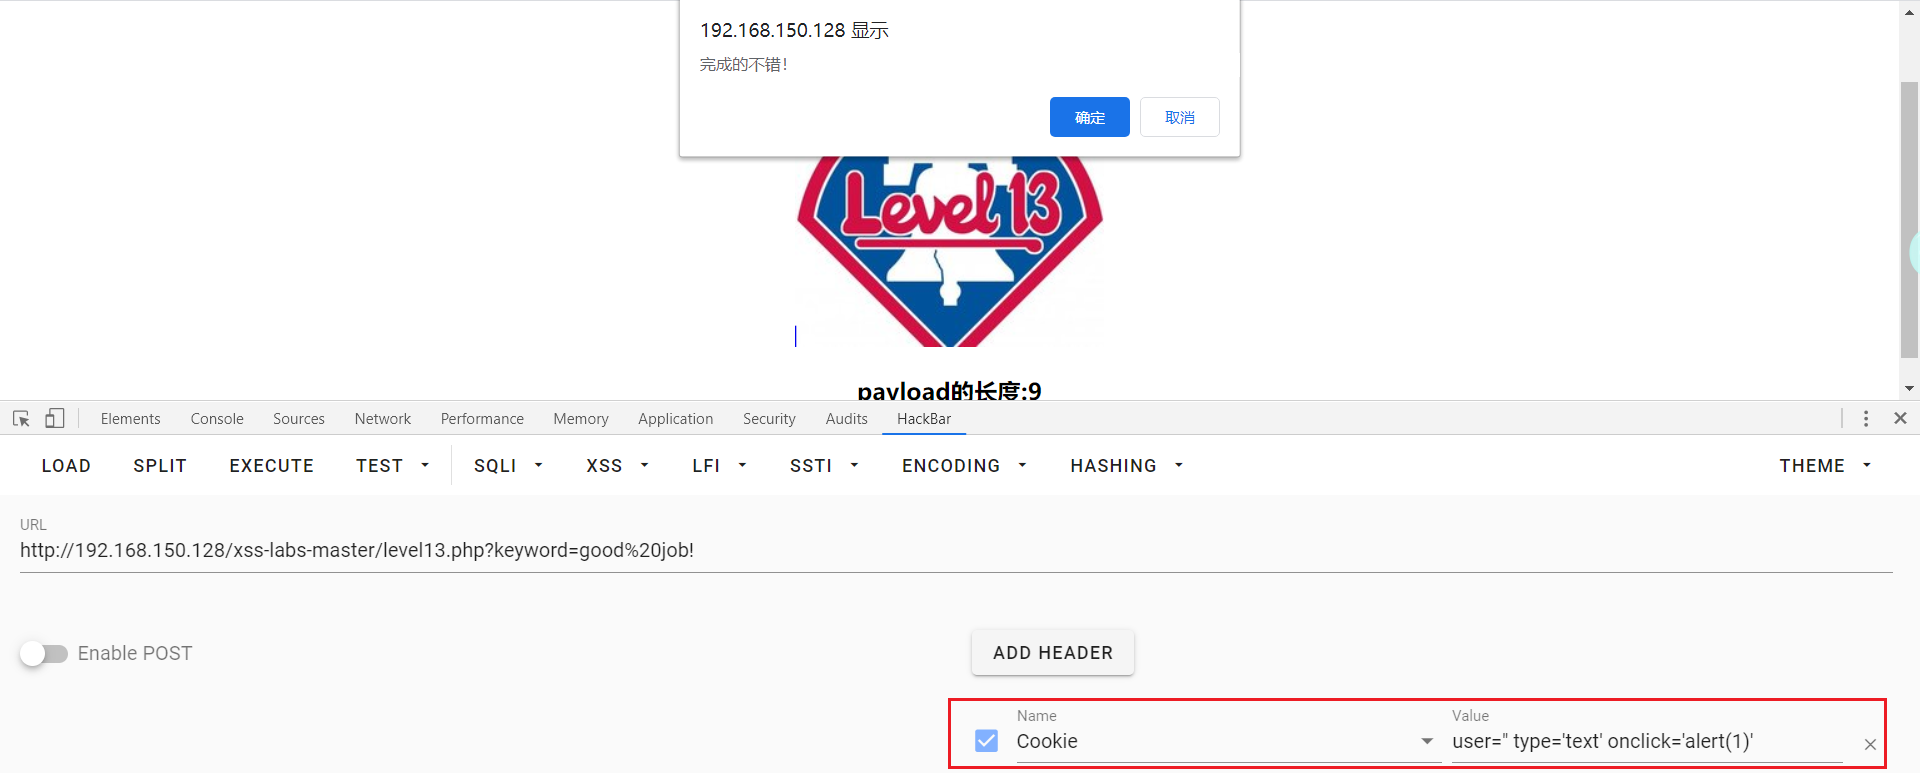 192.168.150.128 显示
完成的不错！
确定 取消
Level 13
payload的长度:9
Elements Console Sources Network Performance Memory Application Security Audits HackBar
LOAD SPLIT EXECUTE TEST SQLI XSS LFI SSTI ENCODING HASHING THEME
URL
http://192.168.150.128/xss-labs-master/level13.php?keyword=good%20job!
Enable POST ADD HEADER
Name Value
Cookie user=" type='text' onclick='alert(1)'